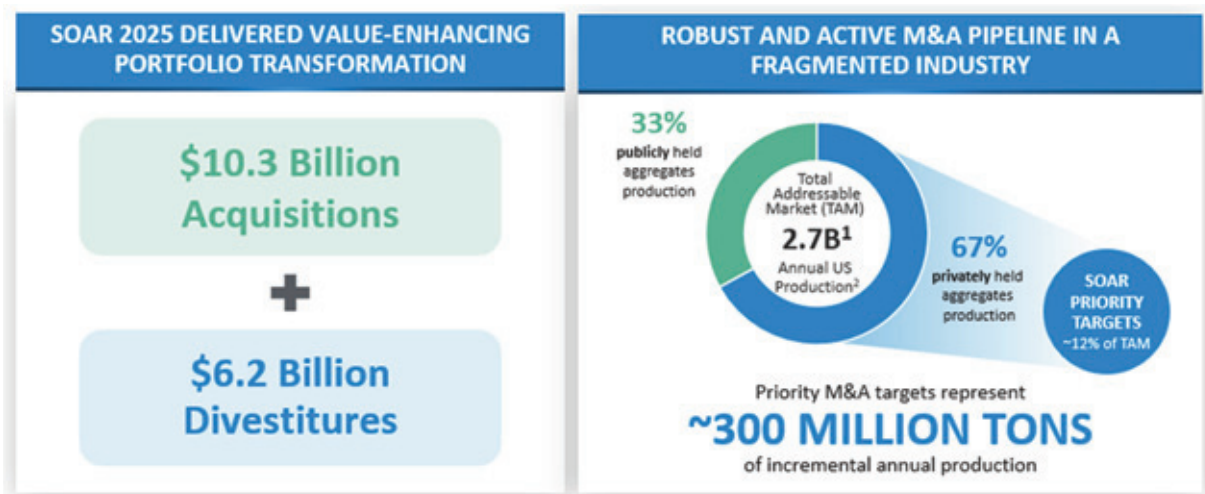 SOAR 2025 DELIVERED VALUE-ENHANCING
PORTFOLIO TRANSFORMATION
$10.3 Billion
Acquisitions
+
$6.2 Billion
Divestitures
ROBUST AND ACTIVE M&A PIPELINE IN A
FRAGMENTED INDUSTRY
33%
publicly held
aggregates
production
Total
Addressable
Market (TAM)
2.7B¹
Annual US
Production²
67%
privately held
aggregates
production
SOAR
PRIORITY
TARGETS
~12% of TAM
Priority M&A targets represent
~300 MILLION TONS
of incremental annual production